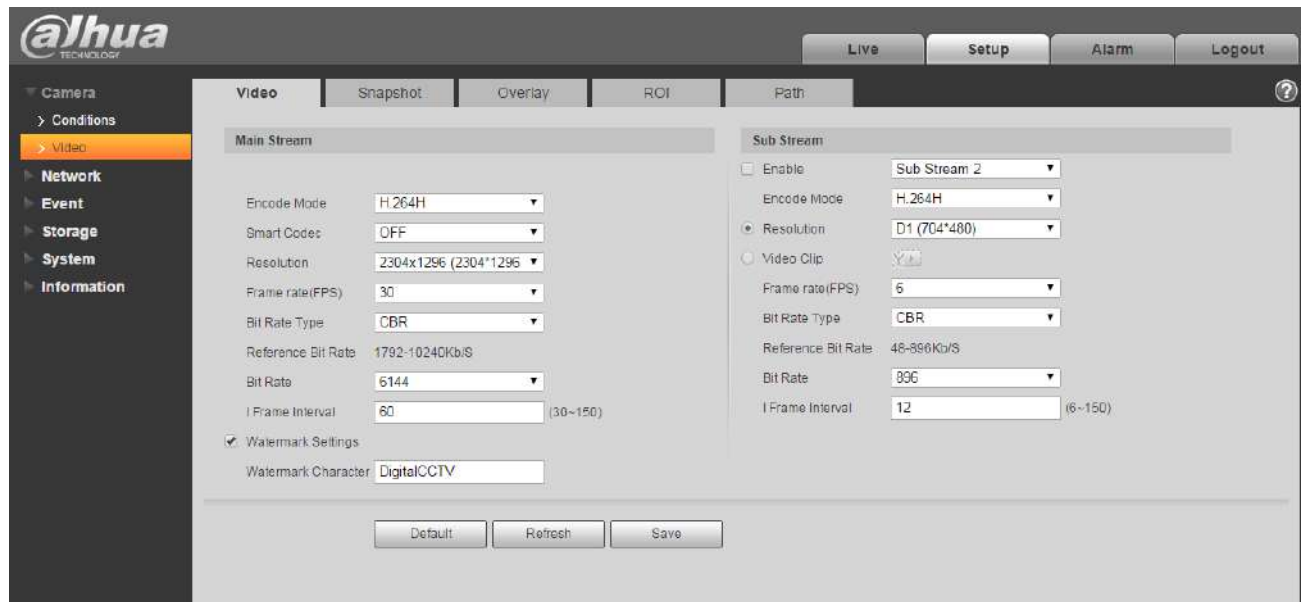 alhua
TECHNOLOGY
Live Setup Alarm Logout
Camera
Conditions
Video
Network
Event
Storage
System
Information
Video Snapshot Overlay ROI Path
Main Stream
Encode Mode H.264H
Smart Codec OFF
Resolution 2304x1296 (2304*1296
Frame rate(FPS) 30
Bit Rate Type CBR
Reference Bit Rate 1792-10240Kb/S
Bit Rate 6144
I Frame Interval 60 (30~150)
Watermark Settings
Watermark Character DigitalCCTV
Sub Stream
Enable Sub Stream 2
Encode Mode H.264H
Resolution D1 (704*480)
Video Clip
Frame rate(FPS) 6
Bit Rate Type CBR
Reference Bit Rate 48-896Kb/S
Bit Rate 896
I Frame Interval 12 (6~150)
Default Refresh Save